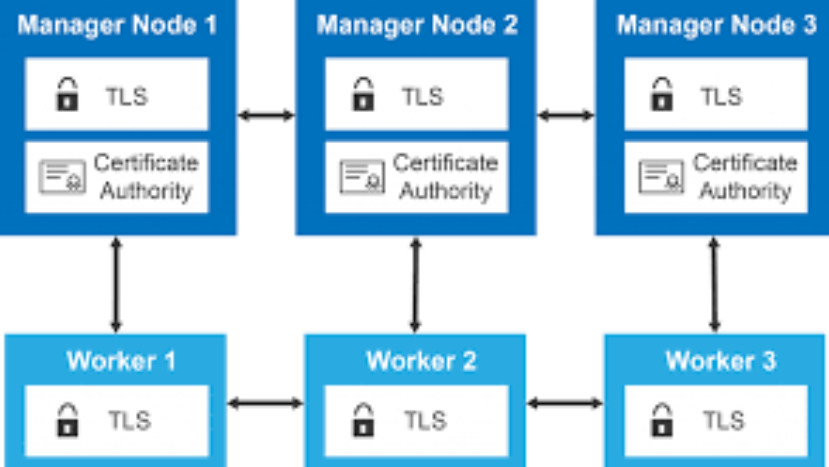 Manager Node 1
Manager Node 2
Manager Node 3
TLS
TLS
TLS
Certificate
Authority
Certificate
Authority
Certificate
Authority
Worker 1
Worker 2
Worker 3
TLS
TLS
TLS